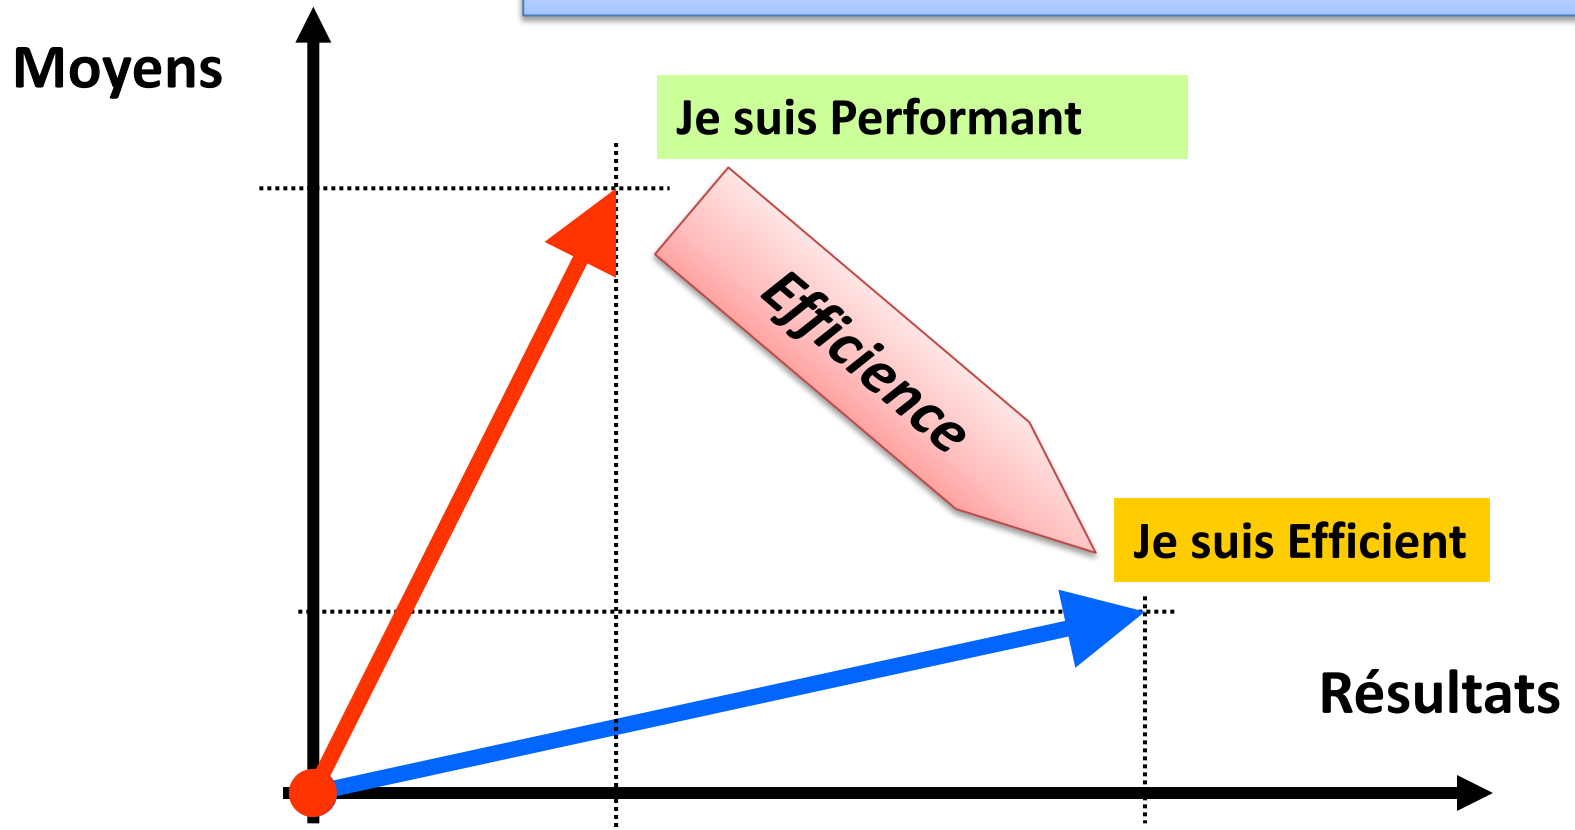 Moyens
Je suis Performant
Efficience
Je suis Efficient
Résultats